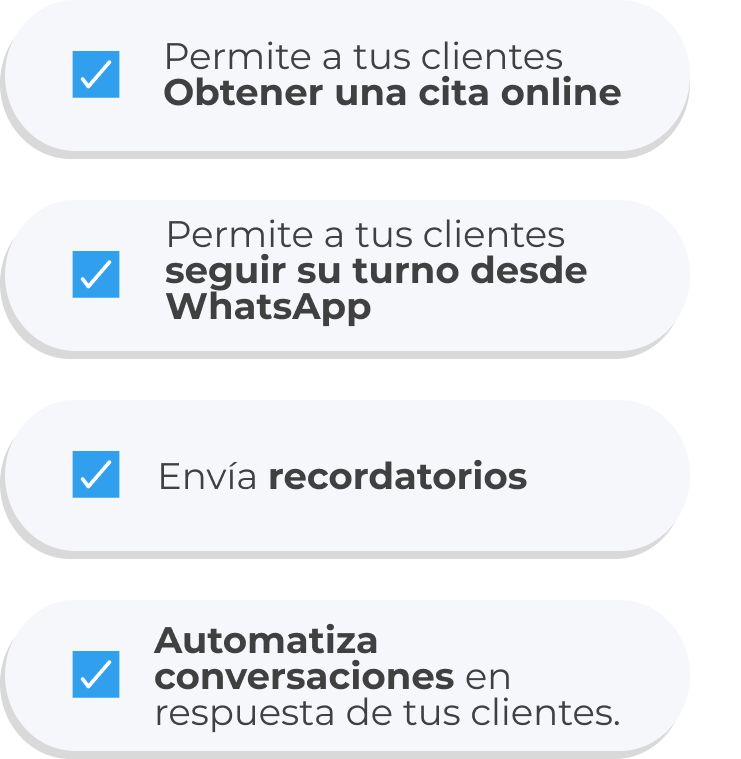 Permite a tus clientes
Obtener una cita online
Permite a tus clientes
seguir su turno desde
WhatsApp
Envía recordatorios
Automatiza
conversaciones en
respuesta de tus clientes.